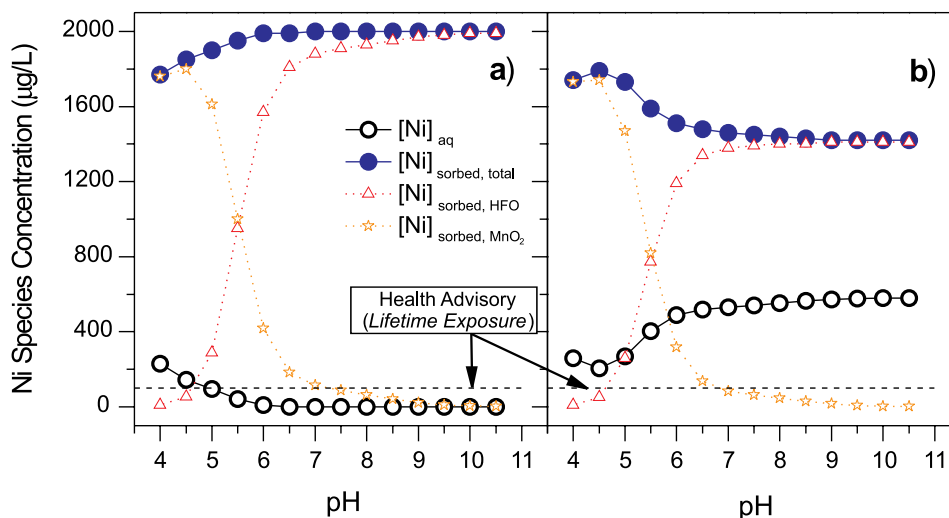 Ni Species Concentration (µg/L)
2000
1600
1200
800
400
0
a)
b)
[Ni] aq
[Ni] sorbed, total
[Ni] sorbed, HFO
[Ni] sorbed, MnO₂
Health Advisory
(Lifetime Exposure)
4 5 6 7 8 9 10 11
4 5 6 7 8 9 10 11
pH
pH